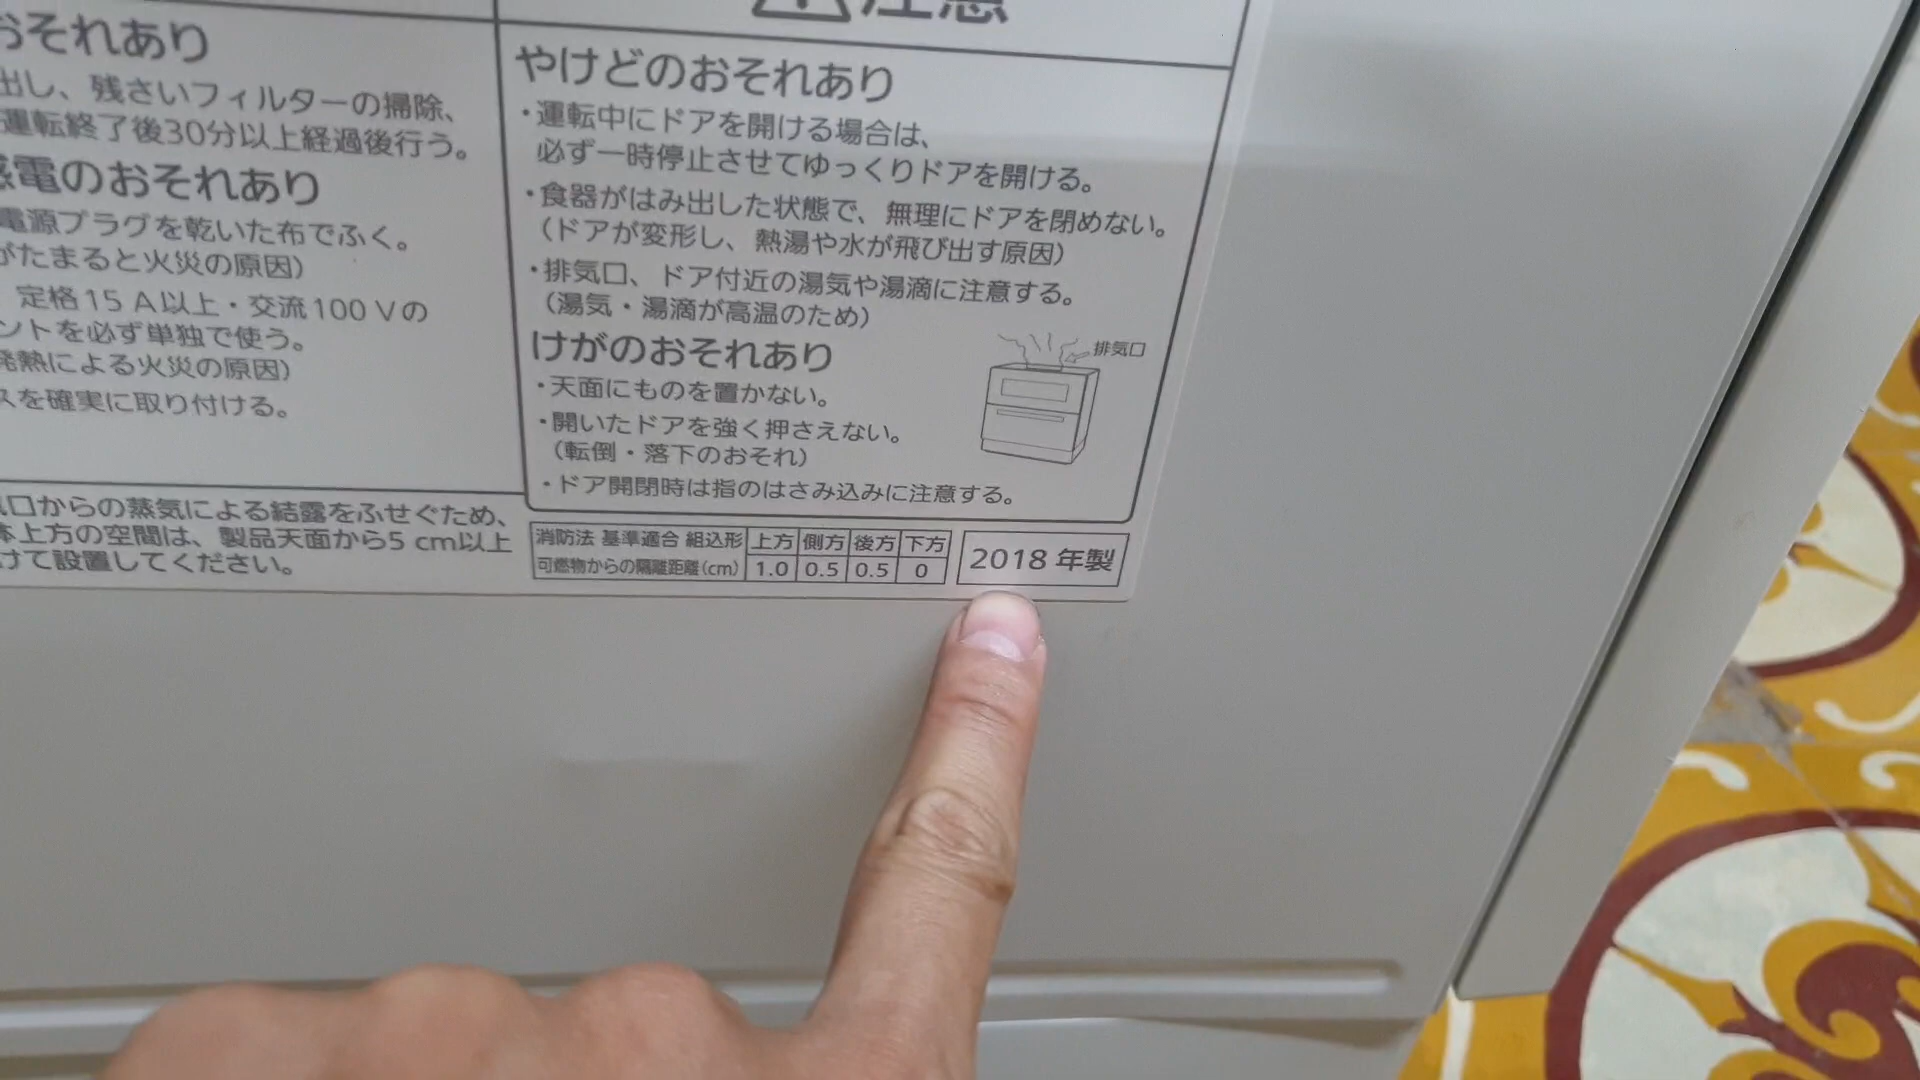 注意
おそれあり
出し、残さいフィルターの掃除、
運転終了後30分以上経過後行う。
感電のおそれあり
電源プラグを乾いた布でふく。
がたまると火災の原因）
定格15 A以上・交流100 Vの
ントを必ず単独で使う。
発熱による火災の原因）
スを確実に取り付ける。
口からの蒸気による結露をふせぐため、
体上方の空間は、製品天面から5 cm以上
けて設置してください。
やけどのおそれあり
・運転中にドアを開ける場合は、
必ず一時停止させてゆっくりドアを開ける。
・食器がはみ出した状態で、無理にドアを閉めない。
（ドアが変形し、熱湯や水が飛び出す原因）
・排気口、ドア付近の湯気や湯滴に注意する。
（湯気・湯滴が高温のため）
けがのおそれあり
・天面にものを置かない。
・開いたドアを強く押さえない。
（転倒・落下のおそれ）
・ドア開閉時は指のはさみ込みに注意する。
排気口
消防法 基準適合 組込形 上方 側方 後方 下方
可燃物からの隔離距離(cm) 1.0 0.5 0.5 0
2018 年製